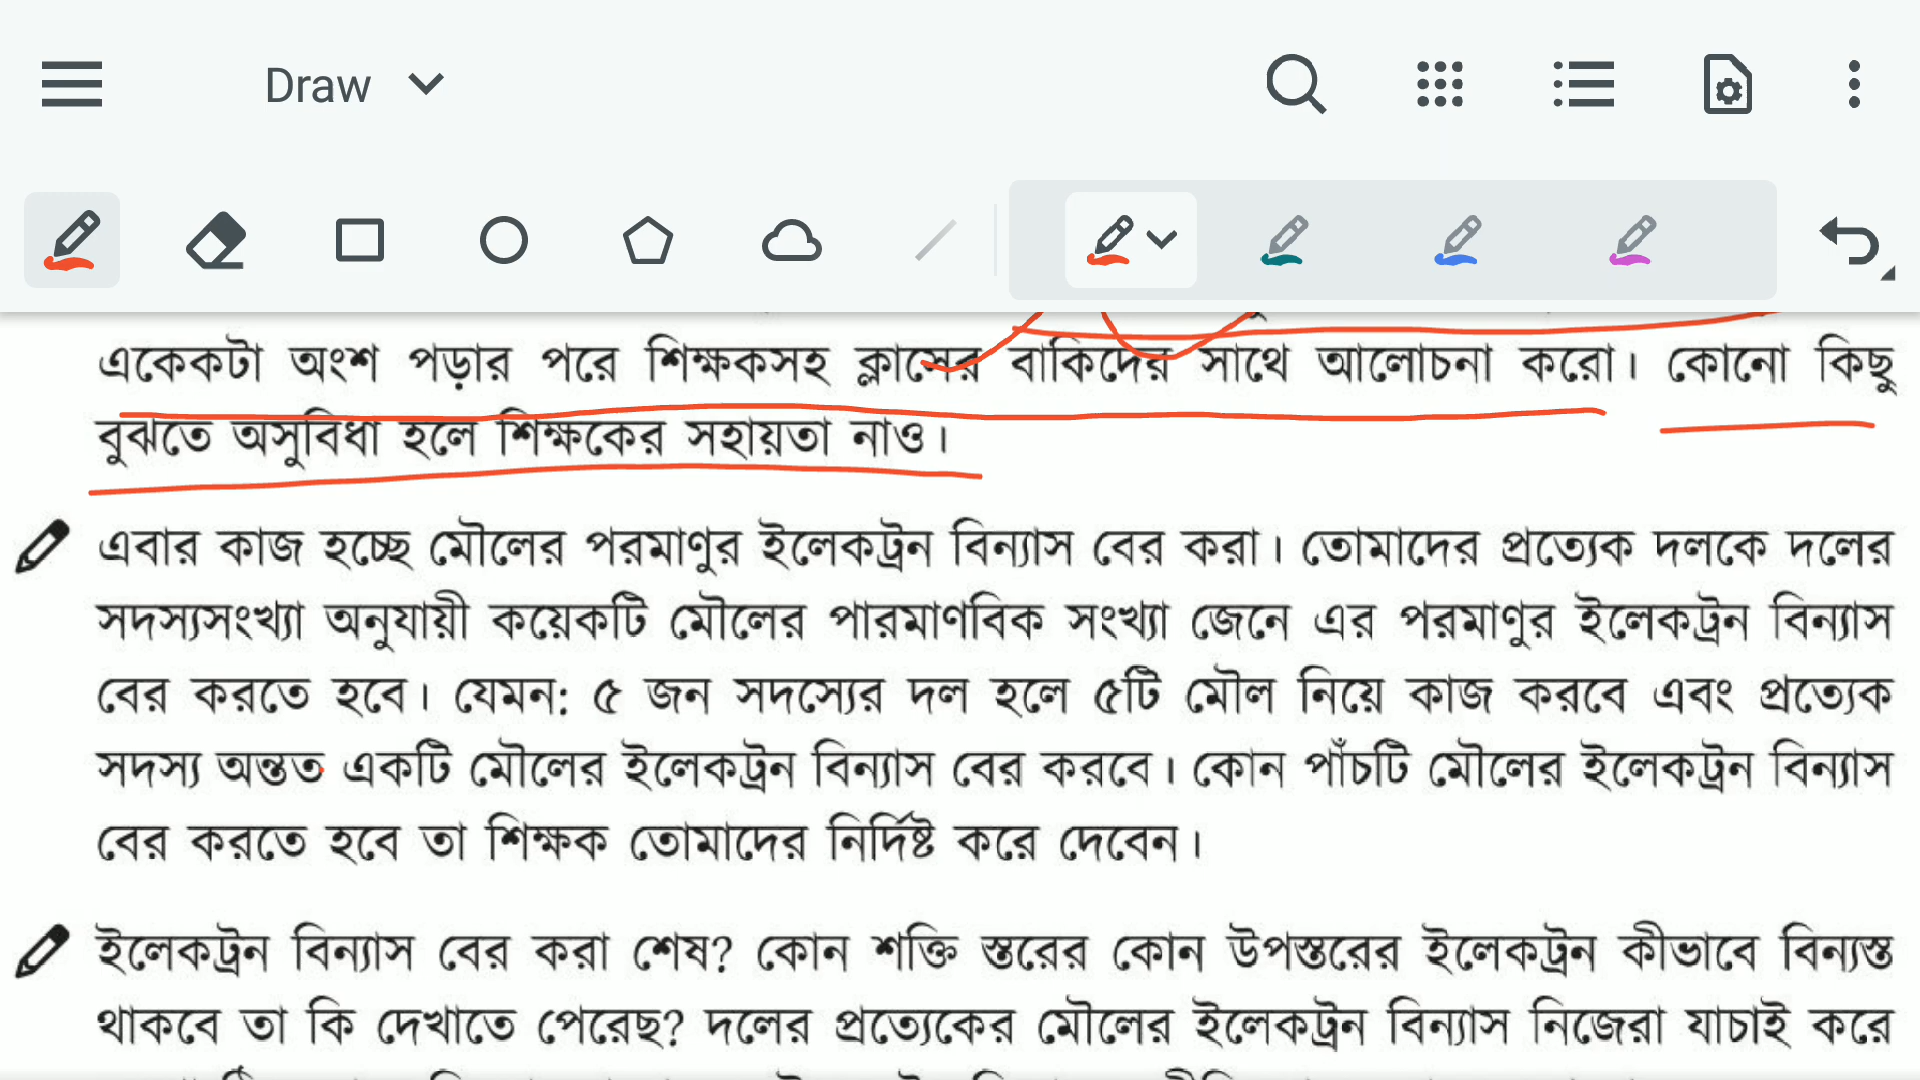 Draw
একেকটা অংশ পড়ার পরে শিক্ষকসহ ক্লাসের বাকিদের সাথে আলোচনা করো। কোনো কিছু
বুঝতে অসুবিধা হলে শিক্ষকের সহায়তা নাও।
এবার কাজ হচ্ছে মৌলের পরমাণুর ইলেকট্রন বিন্যাস বের করা। তোমাদের প্রত্যেক দলকে দলের
সদস্যসংখ্যা অনুযায়ী কয়েকটি মৌলের পারমাণবিক সংখ্যা জেনে এর পরমাণুর ইলেকট্রন বিন্যাস
বের করতে হবে। যেমন: ৫ জন সদস্যের দল হলে ৫টি মৌল নিয়ে কাজ করবে এবং প্রত্যেক
সদস্য অন্তত একটি মৌলের ইলেকট্রন বিন্যাস বের করবে। কোন পাঁচটি মৌলের ইলেকট্রন বিন্যাস
বের করতে হবে তা শিক্ষক তোমাদের নির্দিষ্ট করে দেবেন।
ইলেকট্রন বিন্যাস বের করা শেষ? কোন শক্তি স্তরের কোন উপস্তরের ইলেকট্রন কীভাবে বিন্যস্ত
থাকবে তা কি দেখাতে পেরেছ? দলের প্রত্যেকের মৌলের ইলেকট্রন বিন্যাস নিজেরা যাচাই করে